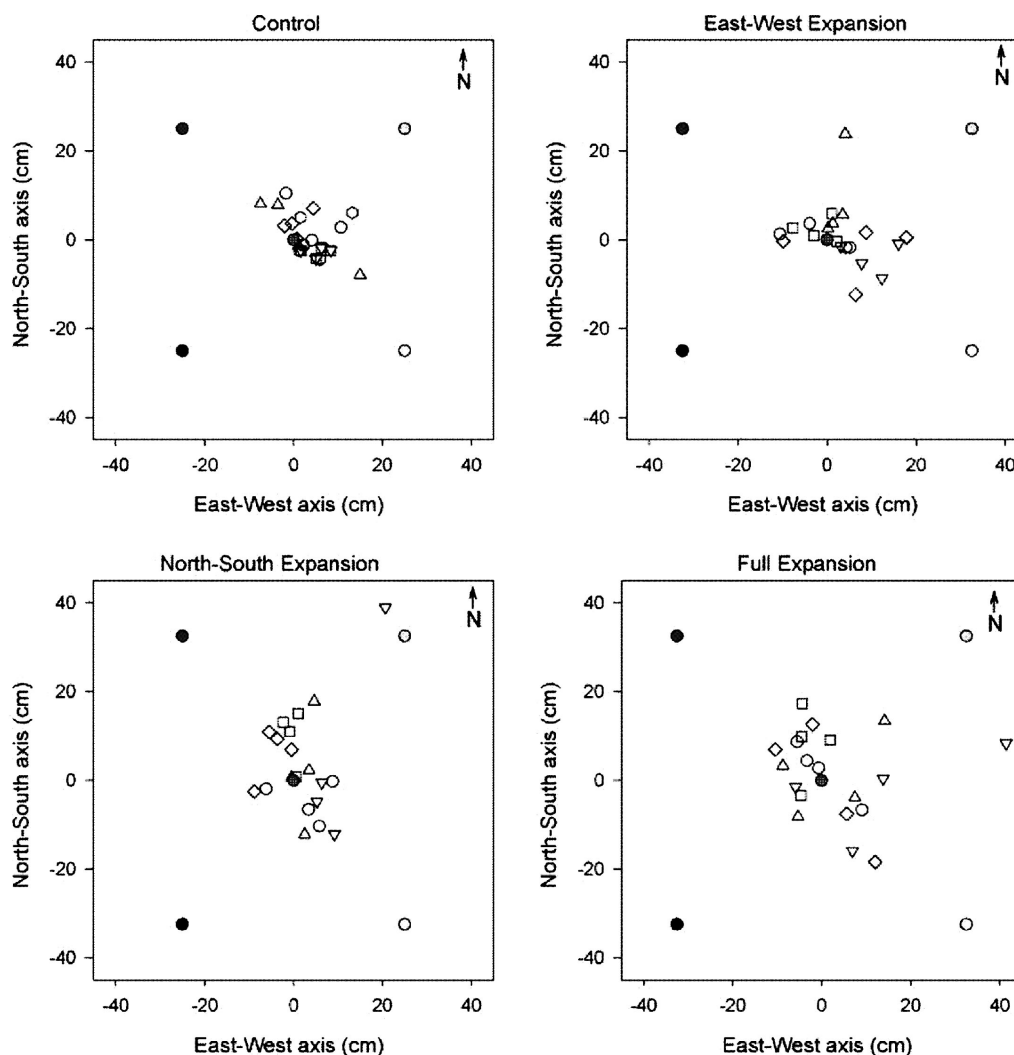 Control
East-West Expansion
N
N
North-South axis (cm)
40
20
0
-20
-40
-40 -20 0 20 40
East-West axis (cm)
North-South axis (cm)
40
20
0
-20
-40
-40 -20 0 20 40
East-West axis (cm)
North-South Expansion
Full Expansion
N
N
North-South axis (cm)
40
20
0
-20
-40
-40 -20 0 20 40
East-West axis (cm)
North-South axis (cm)
40
20
0
-20
-40
-40 -20 0 20 40
East-West axis (cm)